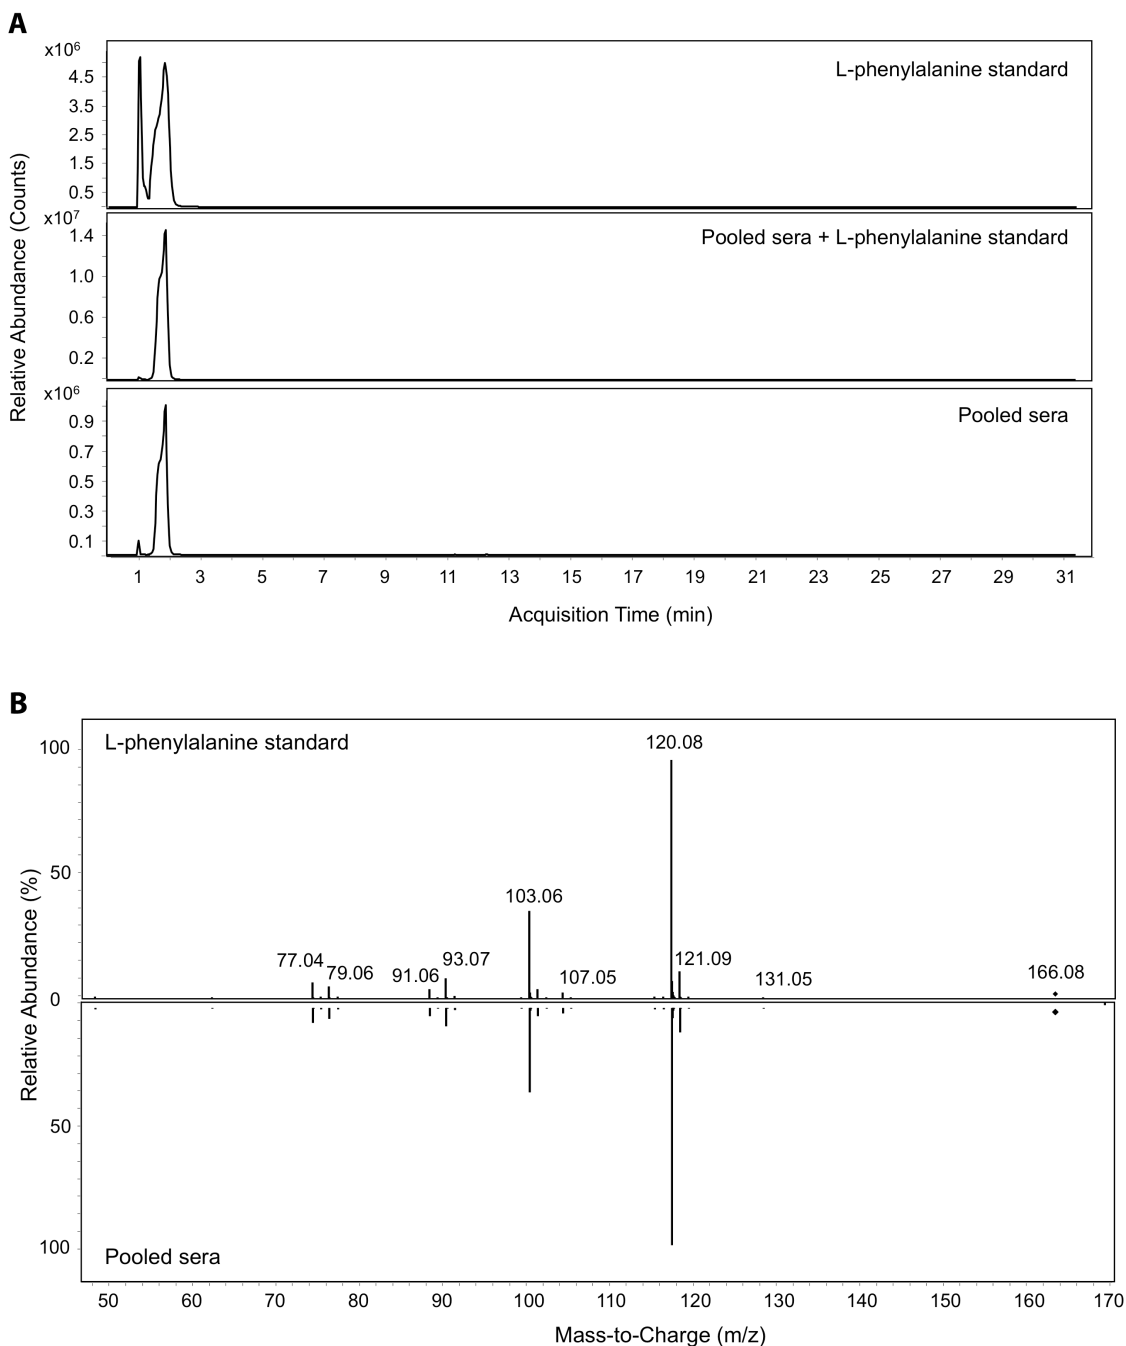 A
x10⁶
L-phenylalanine standard
4.5
3.5
2.5
1.5
0.5
x10⁷
Pooled sera + L-phenylalanine standard
1.4
1.0
0.6
0.2
x10⁶
Pooled sera
0.9
0.7
0.5
0.3
0.1
Relative Abundance (Counts)
1 3 5 7 9 11 13 15 17 19 21 23 25 27 29 31
Acquisition Time (min)
B
L-phenylalanine standard
100
50
0
120.08
103.06
77.04
79.06
91.06
93.07
107.05
121.09
131.05
166.08
Relative Abundance (%)
50
100
Pooled sera
50 60 70 80 90 100 110 120 130 140 150 160 170
Mass-to-Charge (m/z)